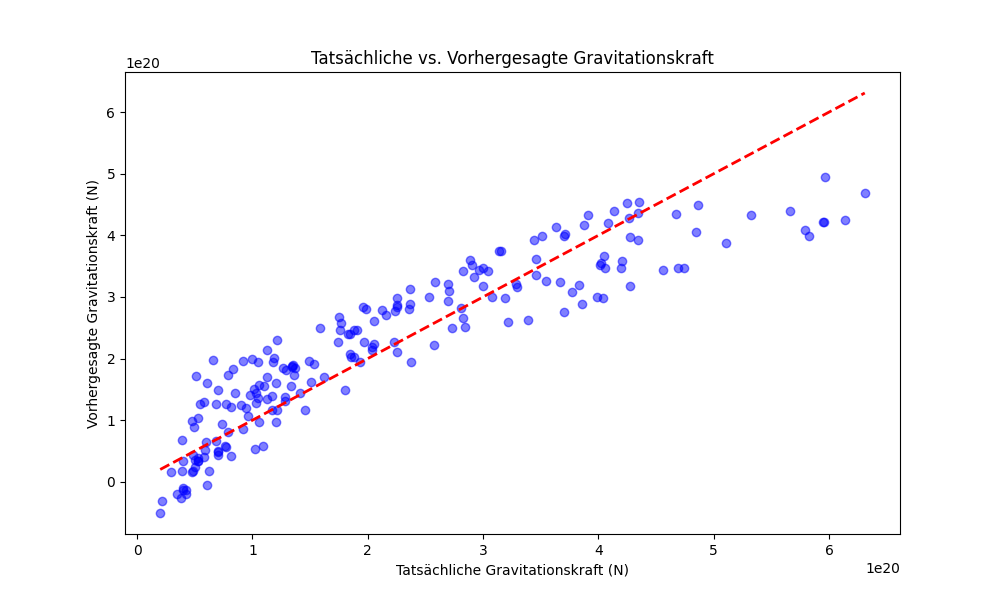 Tatsächliche vs. Vorhergesagte Gravitationskraft
1e20
6
5
4
3
2
1
0
Vorhergesagte Gravitationskraft (N)
0 1 2 3 4 5 6
1e20
Tatsächliche Gravitationskraft (N)